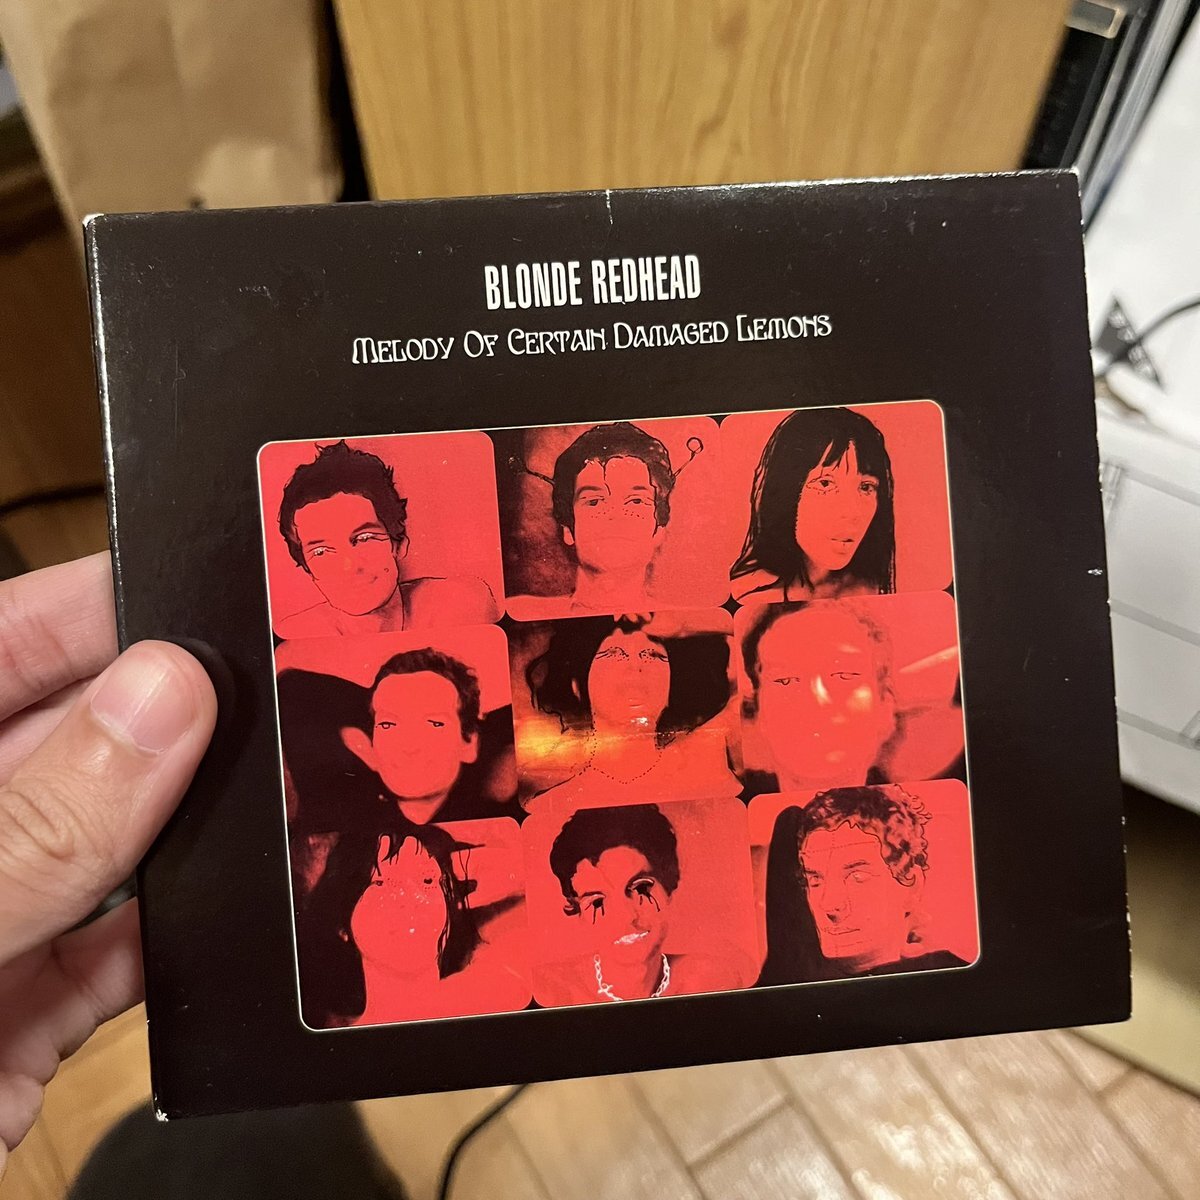 BLONDE REDHEAD
Melody Of Certain Damaged Lemons